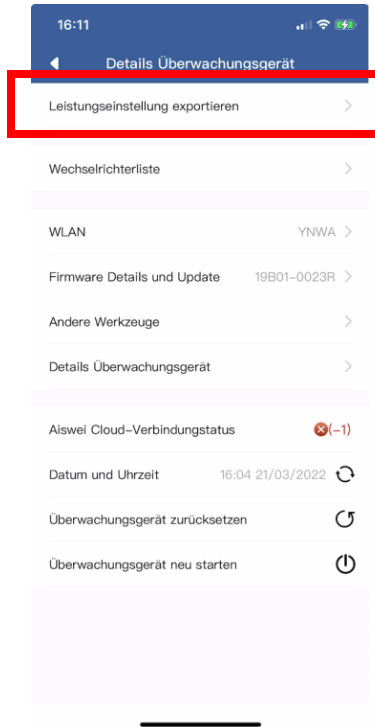 16:11
Details Überwachungsgerät
Leistungseinstellung exportieren
Wechselrichterliste
WLAN YNWA
Firmware Details und Update 19B01-0023R
Andere Werkzeuge
Details Überwachungsgerät
Aiswei Cloud-Verbindungstatus (-1)
Datum und Uhrzeit 16:04 21/03/2022
Überwachungsgerät zurücksetzen
Überwachungsgerät neu starten